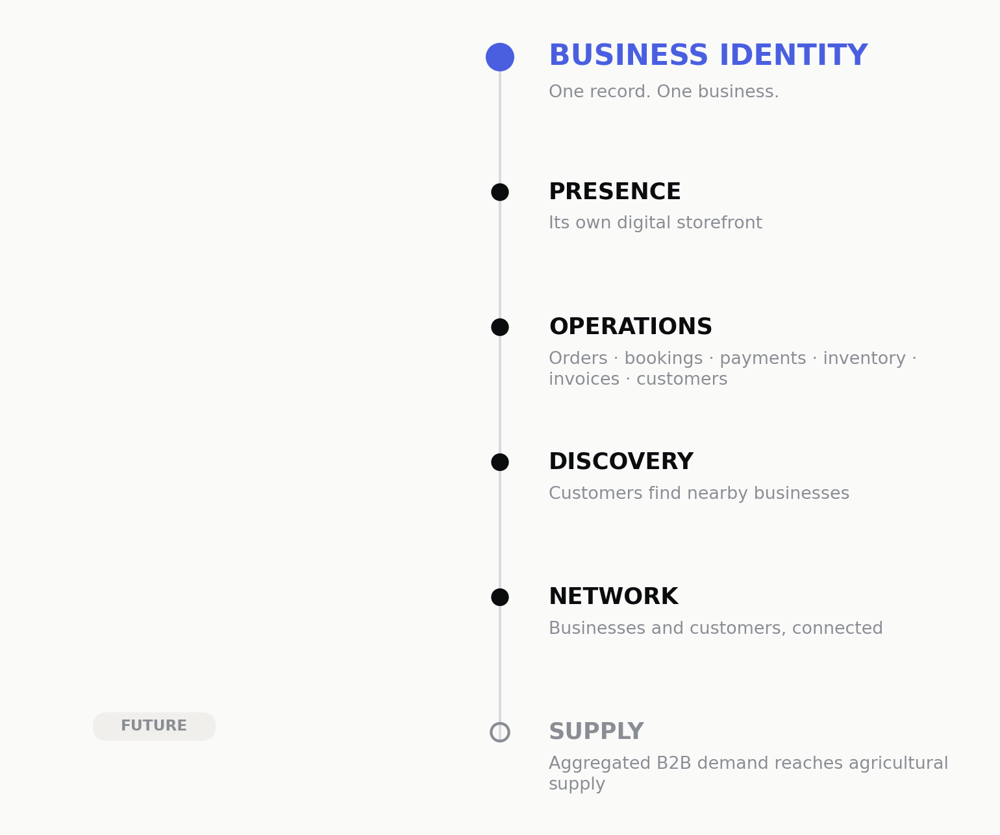 BUSINESS IDENTITY
One record. One business.
PRESENCE
Its own digital storefront
OPERATIONS
Orders · bookings · payments · inventory ·
invoices · customers
DISCOVERY
Customers find nearby businesses
NETWORK
Businesses and customers, connected
FUTURE
SUPPLY
Aggregated B2B demand reaches agricultural
supply